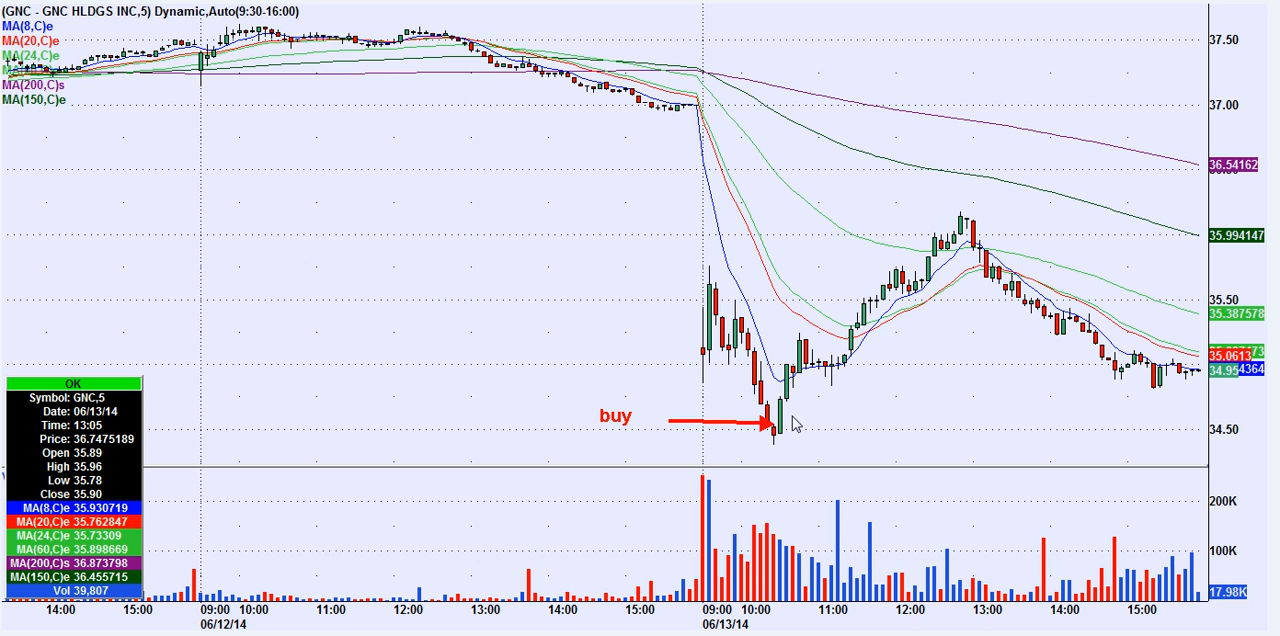 (GNC - GNC HLDGS INC,5) Dynamic,Auto(9:30-16:00)
MA(8,C)e
MA(20,C)e
MA(24,C)e
MA(200,C)s
MA(150,C)e
37.50
37.00
36.54162
35.994147
35.50
35.387578
35.0613
34.954364
34.50
buy
200K
100K
17.98K
OK
Symbol: GNC,5
Date: 06/13/14
Time: 13:05
Price: 36.7475189
Open 35.89
High 35.96
Low 35.78
Close 35.90
MA(8,C)e 35.930719
MA(20,C)e 35.762847
MA(24,C)e 35.73309
MA(60,C)e 35.898669
MA(200,C)s 36.873798
MA(150,C)e 36.455715
Vol 39,807
14:00 15:00 09:00 10:00 11:00 12:00 13:00 14:00 15:00 09:00 10:00 11:00 12:00 13:00 14:00 15:00
06/12/14 06/13/14